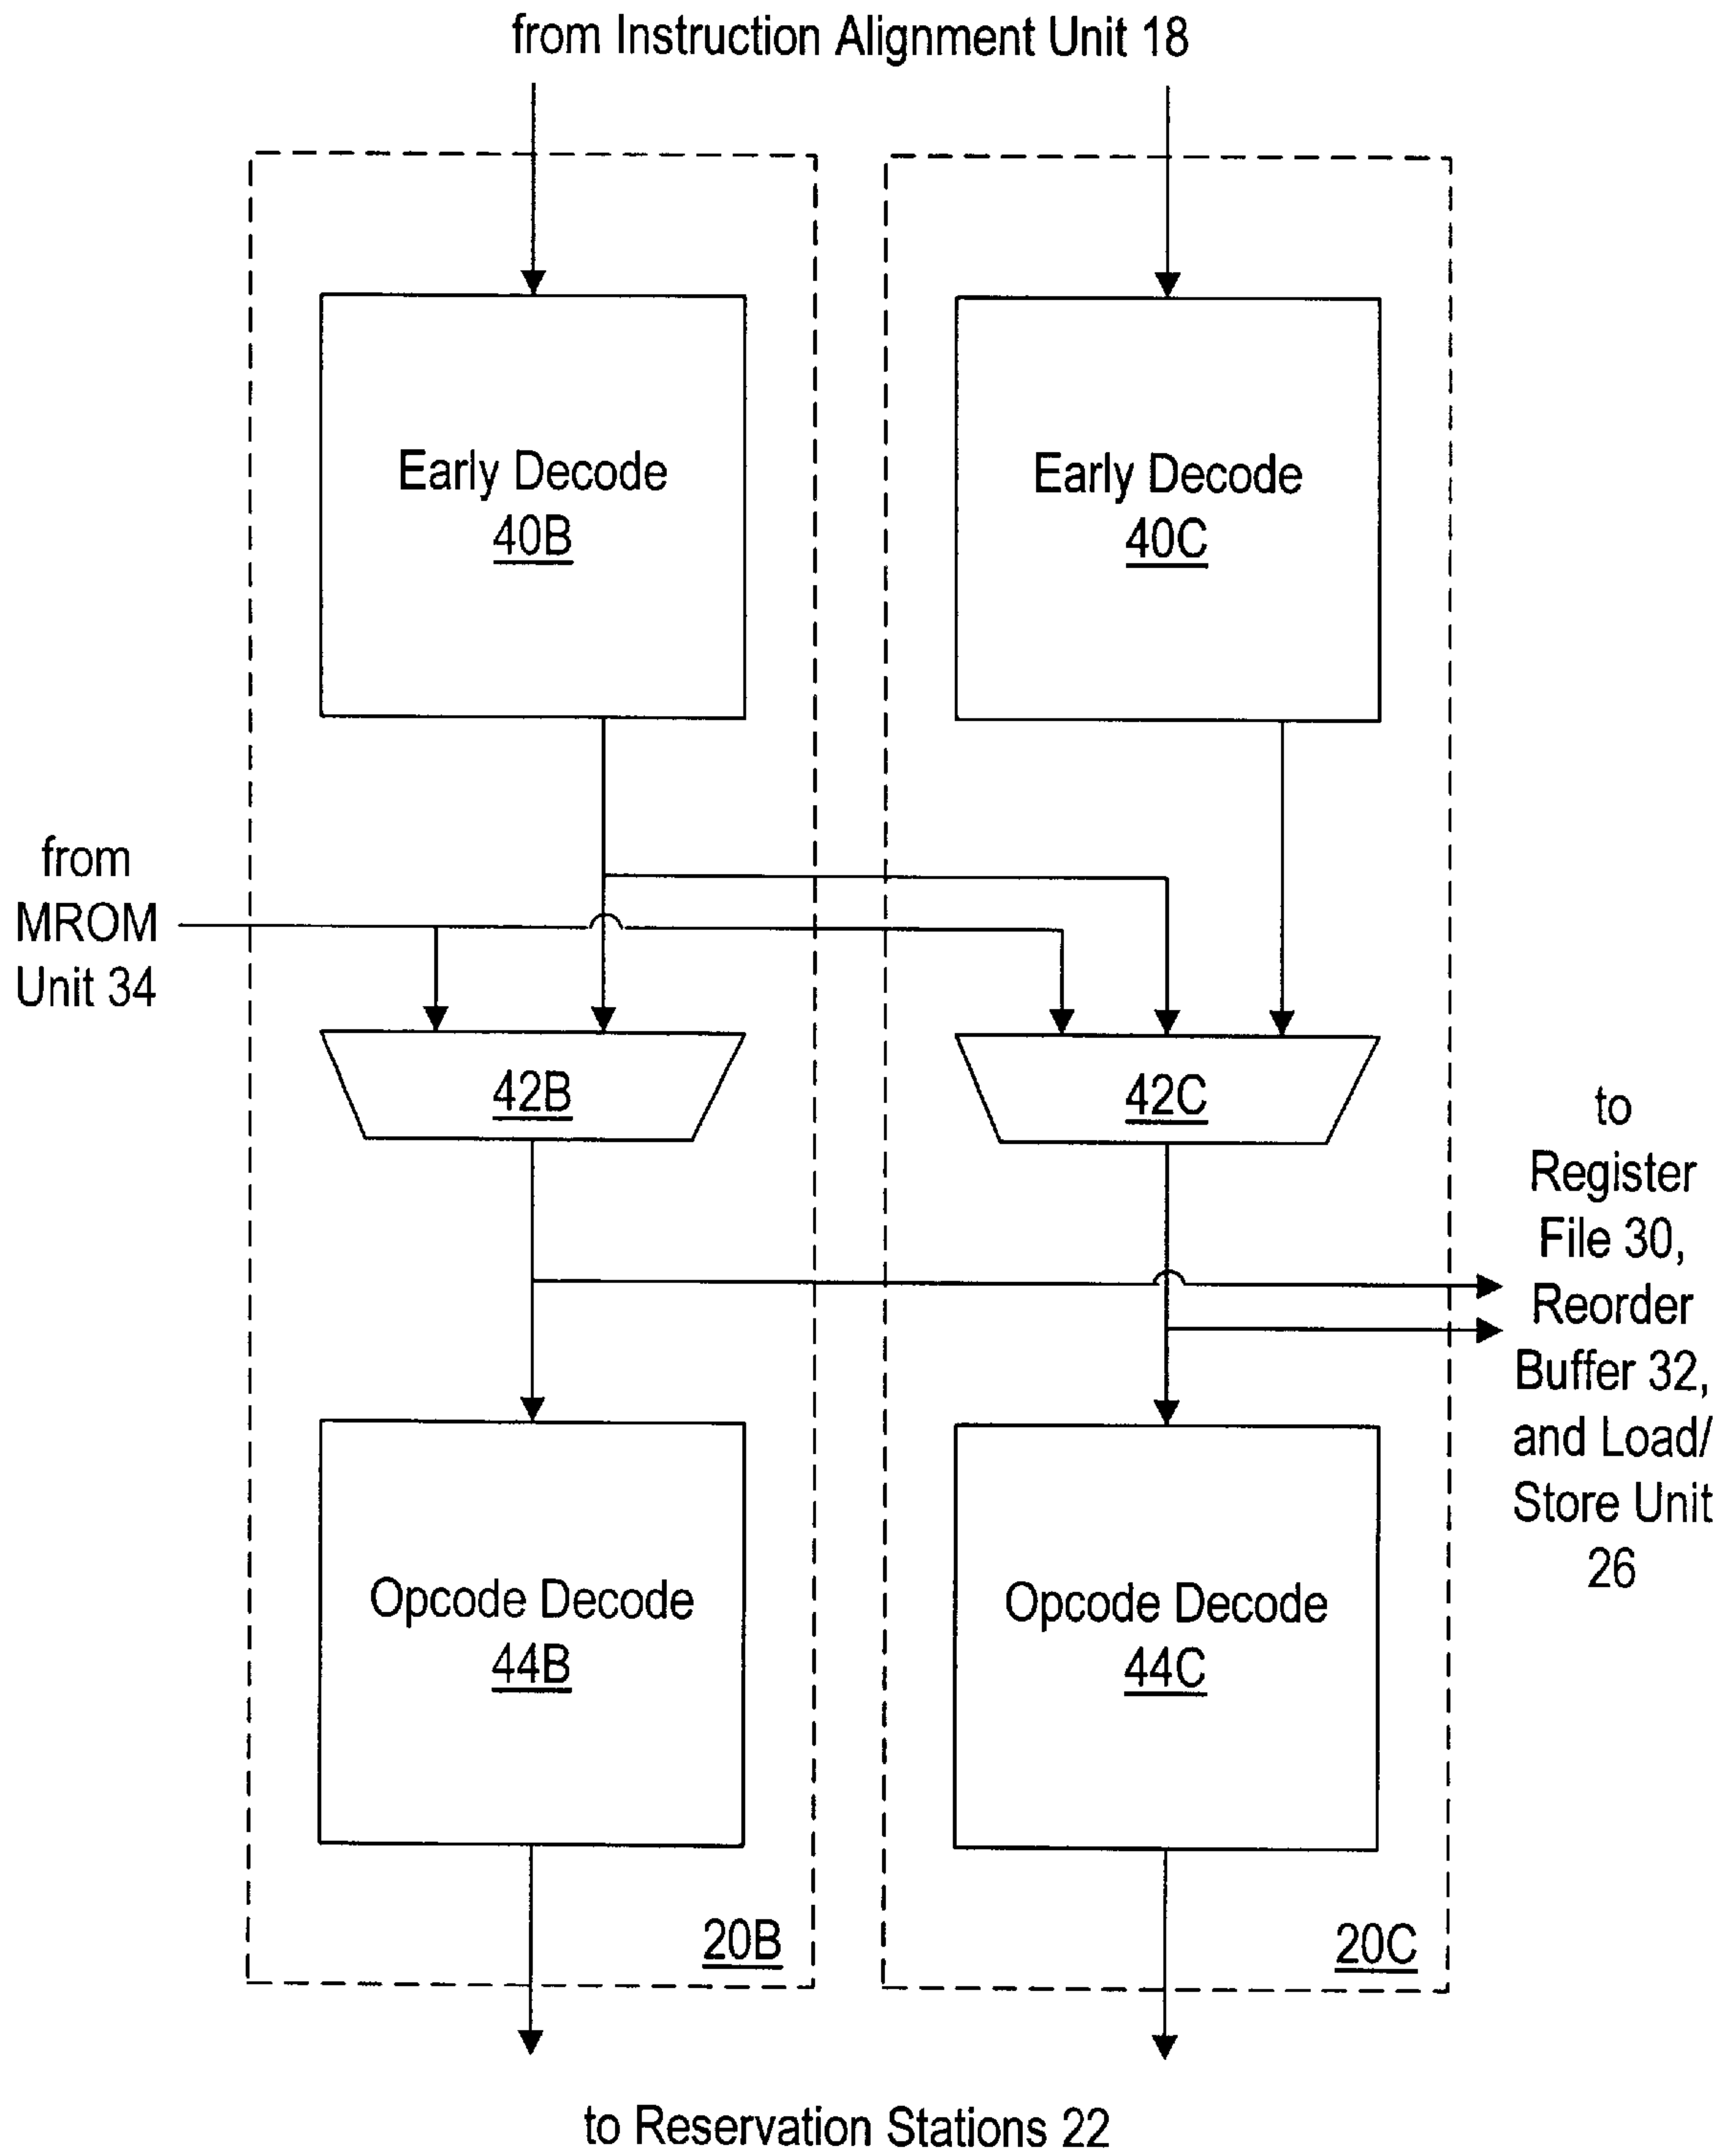 from Instruction Alignment Unit 18
Early Decode
40B
Early Decode
40C
from
MROM
Unit 34
42B
42C
to
Register
File 30,
Reorder
Buffer 32,
and Load/
Store Unit
26
Opcode Decode
44B
Opcode Decode
44C
20B
20C
to Reservation Stations 22